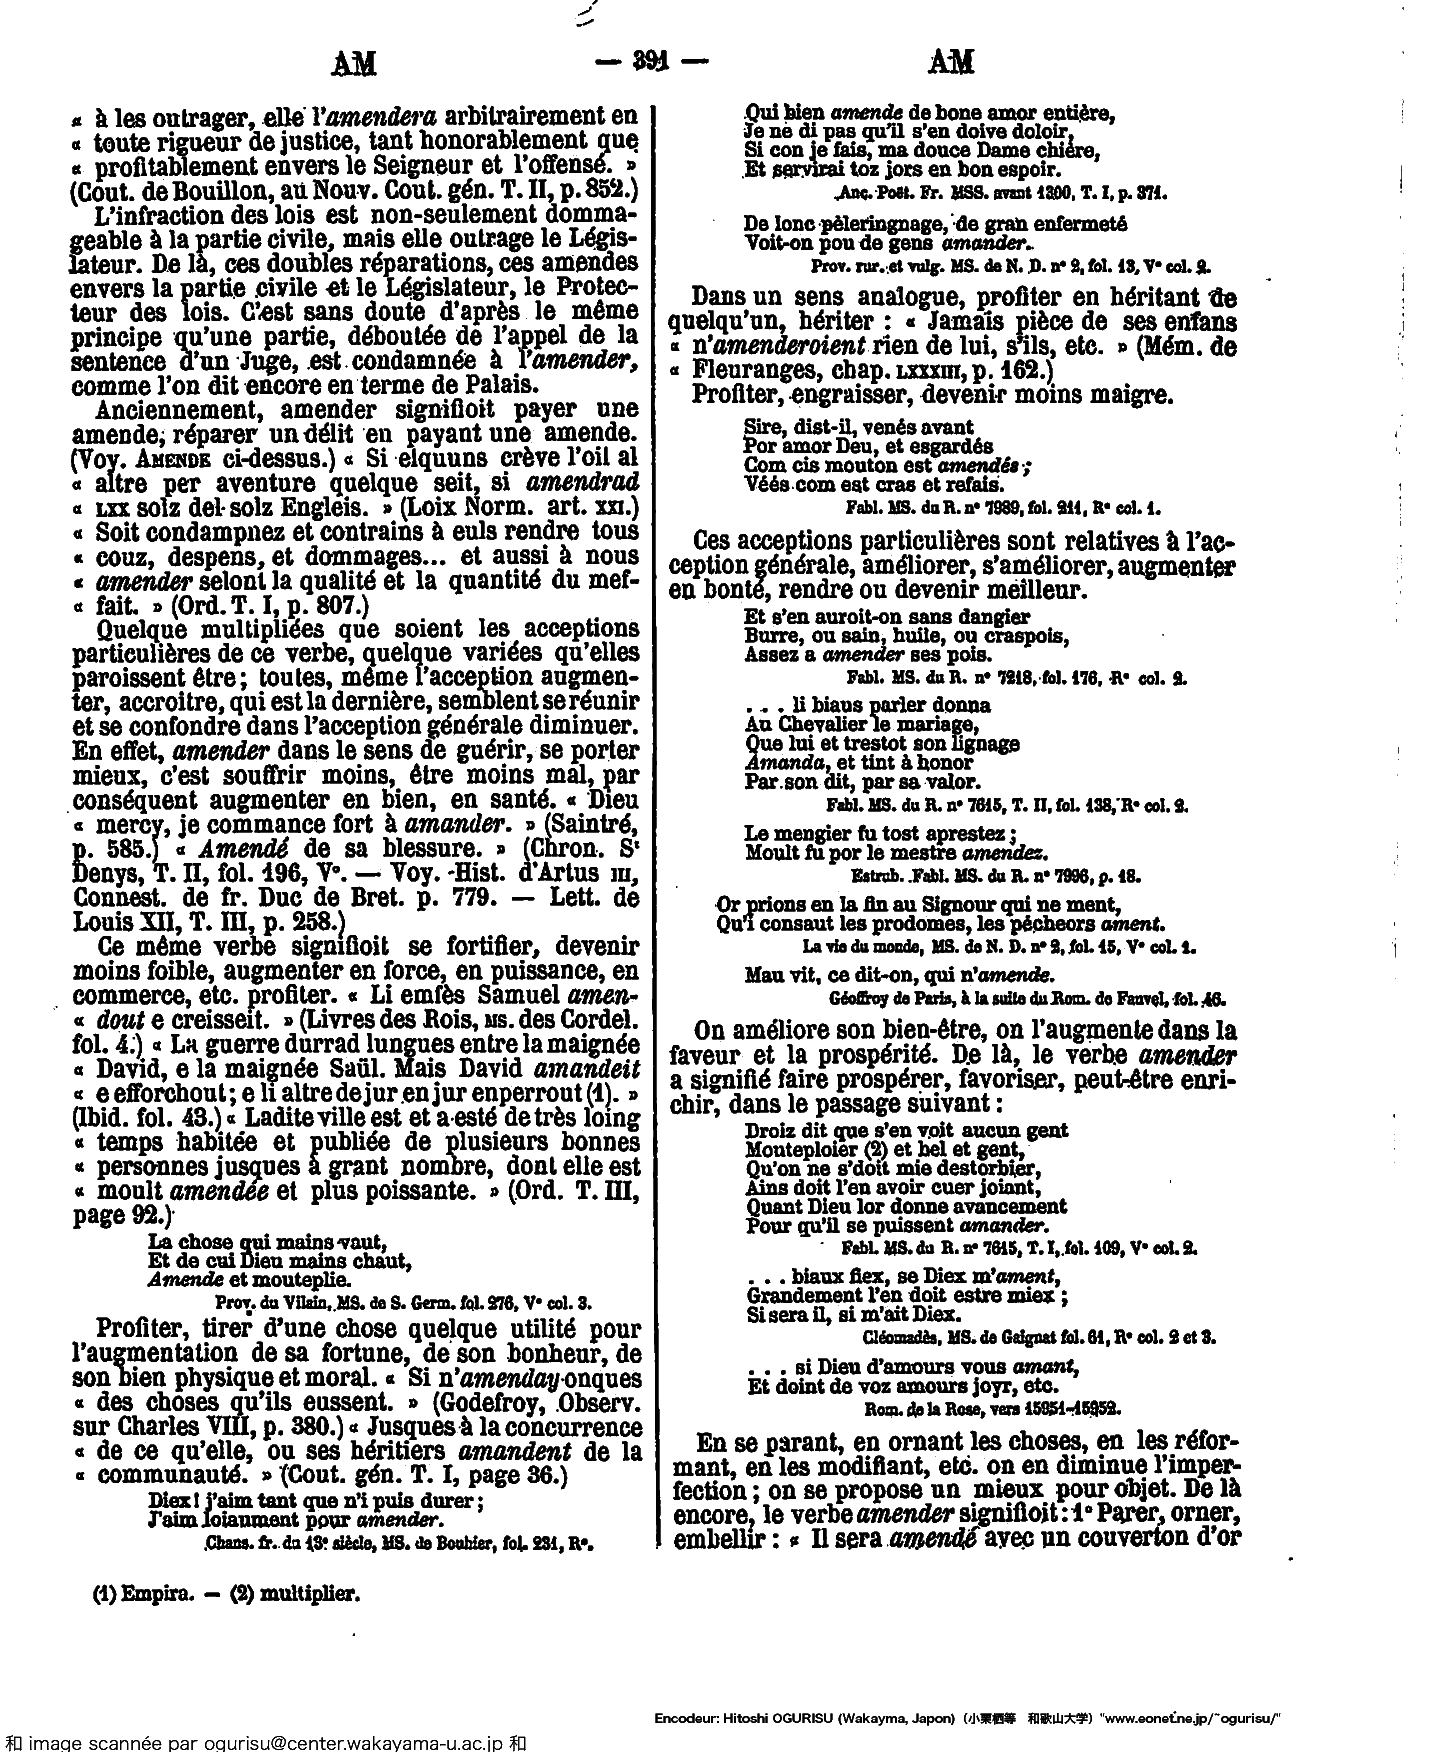 AM
— 391 —
AM
« à les outrager, elle l'amendera arbitrairement en
« toute rigueur de justice, tant honorablement que
« profitablement envers le Seigneur et l'offensé. »
(Cout. de Bouillon, au Nouv. Cout. gén. T. II, p. 852.)
L'infraction des lois est non-seulement domma-
geable à la partie civile, mais elle outrage le Légis-
lateur. De là, ces doubles réparations, ces amendes
envers la partie civile et le Législateur, le Protec-
teur des lois. C'est sans doute d'après le même
principe qu'une partie, déboutée de l'appel de la
sentence d'un Juge, est condamnée à l'amender,
comme l'on dit encore en terme de Palais.
Anciennement, amender signifioit payer une
amende, réparer un délit en payant une amende.
(Voy. AMENDE ci-dessus.) « Si elquuns crève l'oil al
« altre per aventure quelque seit, si amendrad
« LXX solz del solz Engleis. » (Loix Norm. art. XXI.)
« Soit condampnez et contrains à euls rendre tous
« couz, despens, et dommages... et aussi à nous
« amender selont la qualité et la quantité du mef-
« fait. » (Ord. T. I, p. 807.)
Quelque multipliées que soient les acceptions
particulières de ce verbe, quelque variées qu'elles
paroissent être; toutes, même l'acception augmen-
ter, accroitre, qui est la dernière, semblent se réunir
et se confondre dans l'acception générale diminuer.
En effet, amender dans le sens de guérir, se porter
mieux, c'est souffrir moins, être moins mal, par
conséquent augmenter en bien, en santé. « Dieu
« mercy, je commance fort à amander. » (Saintré,
p. 585.) « Amendé de sa blessure. » (Chron. St
Denys, T. II, fol. 196, V°. — Voy. Hist. d'Artus III,
Connest. de fr. Duc de Bret. p. 779. — Lett. de
Louis XII, T. III, p. 258.)
Ce même verbe signifioit se fortifier, devenir
moins foible, augmenter en force, en puissance, en
commerce, etc. profiter. « Li emfès Samuel amen-
« dout e creisseit. » (Livres des Rois, MS. des Cordel.
fol. 4.) « La guerre durrad lungues entre la maignée
« David, e la maignée Saül. Mais David amandeit
« e efforchout; e li altre de jur en jur enperrout (1). »
(Ibid. fol. 43.) « Ladite ville est et a esté de très loing
« temps habitée et publiée de plusieurs bonnes
« personnes jusques à grant nombre, dont elle est
« moult amendée et plus poissante. » (Ord. T. III,
page 92.)
La chose qui mains vaut,
Et de cui Dieu mains chaut,
Amende et mouteplie.
Prov. du Vilain, MS. de S. Germ. fol. 276, V° col. 3.
Profiter, tirer d'une chose quelque utilité pour
l'augmentation de sa fortune, de son bonheur, de
son bien physique et moral. « Si n'amenday onques
« des choses qu'ils eussent. » (Godefroy, Observ.
sur Charles VIII, p. 380.) « Jusques à la concurrence
« de ce qu'elle, ou ses héritiers amandent de la
« communauté. » (Cout. gén. T. I, page 36.)
Diex! j'aim tant que n'i puis durer;
J'aim loiaument pour amender.
Chans. fr. du 13e siècle, MS. de Bouhier, fol. 231, R°.
(1) Empira. — (2) multiplier.
Qui bien amende de bone amor entière,
Je ne di pas qu'il s'en doive doloir,
Si con je fais, ma douce Dame chière,
Et servirai toz jors en bon espoir.
Anc. Poët. Fr. MSS. avant 1300, T. I, p. 371.
De lonc pèleringnage, de gran enfermeté
Voit-on pou de gens amander.
Prov. rur. et vulg. MS. de N. D. n° 2, fol. 13, V° col. 2.
Dans un sens analogue, profiter en héritant de
quelqu'un, hériter : « Jamais pièce de ses enfans
« n'amenderoient rien de lui, s'ils, etc. » (Mém. de
« Fleuranges, chap. LXXXIII, p. 162.)
Profiter, engraisser, devenir moins maigre.
Sire, dist-il, venés avant
Por amor Deu, et esgardés
Com cis mouton est amendés;
Véés com est cras et refais.
Fabl. MS. du R. n° 7989, fol. 211, R° col. 1.
Ces acceptions particulières sont relatives à l'ac-
ception générale, améliorer, s'améliorer, augmenter
en bonté, rendre ou devenir meilleur.
Et s'en auroit-on sans dangier
Burre, ou sain, huile, ou craspois,
Assez a amender ses pois.
Fabl. MS. du R. n° 7218, fol. 176, R° col. 2.
. . . li biaus parler donna
Au Chevalier le mariage,
Que lui et trestot son lignage
Amanda, et tint à honor
Par son dit, par sa valor.
Fabl. MS. du R. n° 7615, T. II, fol. 138, R° col. 2.
Le mengier fu tost aprestez;
Moult fu por le mestre amendez.
Estrub. Fabl. MS. du R. n° 7996, p. 18.
Or prions en la fin au Signour qui ne ment,
Qu'i consaut les prodomes, les pécheors ament.
La vie du monde, MS. de N. D. n° 2, fol. 15, V° col. 1.
Mau vit, ce dit-on, qui n'amende.
Géoffroy de Paris, à la suite du Rom. de Fauvel, fol. 46.
On améliore son bien-être, on l'augmente dans la
faveur et la prospérité. De là, le verbe amender
a signifié faire prospérer, favoriser, peut-être enri-
chir, dans le passage suivant :
Droiz dit que s'en voit aucun gent
Monteploier (2) et bel et gent,
Qu'on ne s'doit mie destorbier,
Ains doit l'en avoir cuer joiant,
Quant Dieu lor donne avancement
Pour qu'il se puissent amander.
Fabl. MS. du R. n° 7615, T. I, fol. 109, V° col. 2.
. . . biaux fiex, se Diex m'ament,
Grandement l'en doit estre miex;
Si sera il, si m'ait Diex.
Cléomadès, MS. de Gaignat fol. 61, R° col. 2 et 3.
. . . si Dieu d'amours vous amant,
Et doint de voz amours joyr, etc.
Rom. de la Rose, vers 15951-15952.
En se parant, en ornant les choses, en les réfor-
mant, en les modifiant, etc. on en diminue l'imper-
fection; on se propose un mieux pour objet. De là
encore, le verbe amender signifioit : 1° Parer, orner,
embellir : « Il sera amendé avec un couverton d'or
Encodeur: Hitoshi OGURISU (Wakayma, Japon) (小栗栖等 和歌山大学) "www.eonet.ne.jp/~ogurisu/"
和 image scannée par ogurisu@center.wakayama-u.ac.jp 和